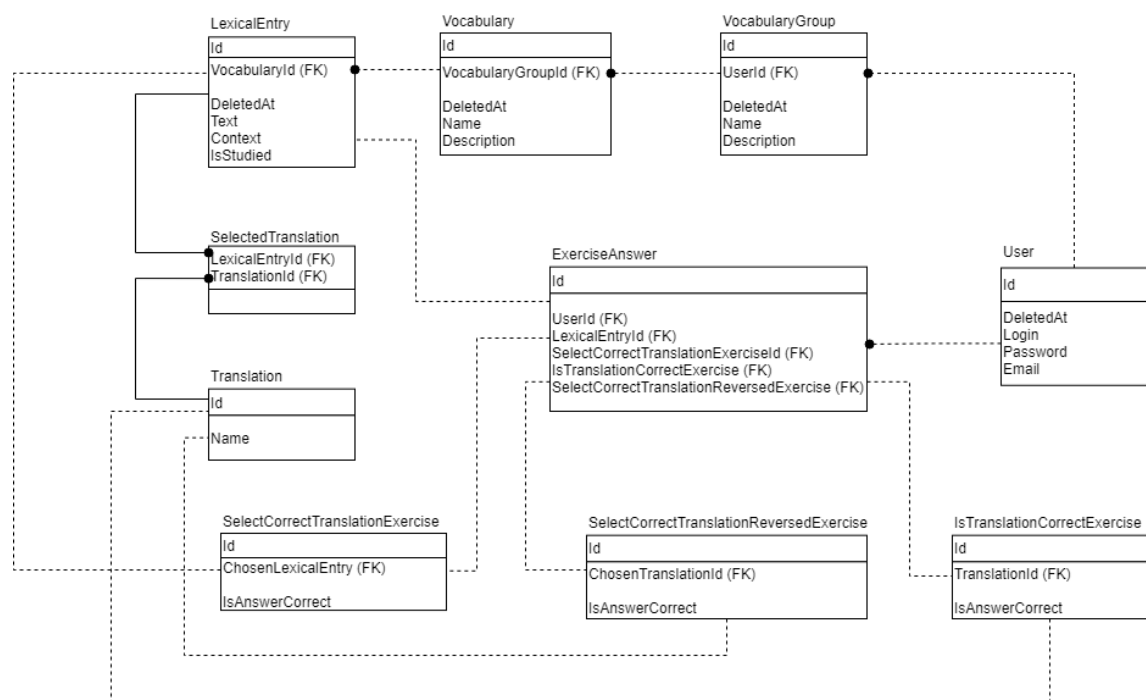 LexicalEntry
Id
VocabularyId (FK)
DeletedAt
Text
Context
IsStudied
Vocabulary
Id
VocabularyGroupId (FK)
DeletedAt
Name
Description
VocabularyGroup
Id
UserId (FK)
DeletedAt
Name
Description
SelectedTranslation
LexicalEntryId (FK)
TranslationId (FK)
ExerciseAnswer
Id
UserId (FK)
LexicalEntryId (FK)
SelectCorrectTranslationExerciseId (FK)
IsTranslationCorrectExercise (FK)
SelectCorrectTranslationReversedExercise (FK)
User
Id
DeletedAt
Login
Password
Email
Translation
Id
Name
SelectCorrectTranslationExercise
Id
ChosenLexicalEntry (FK)
IsAnswerCorrect
SelectCorrectTranslationReversedExercise
Id
ChosenTranslationId (FK)
IsAnswerCorrect
IsTranslationCorrectExercise
Id
TranslationId (FK)
IsAnswerCorrect